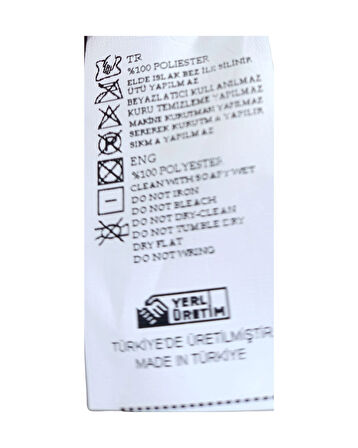 TR
%100 POLIESTER
ELDE ISLAK BEZ ILE SILINIR
ÜTÜ YAPILMAZ
BEYAZLATICI KULLANILMAZ
KURU TEMIZLEME YAPILMAZ
MAKINE KURUTMASI YAPILMAZ
SEREREK KURUTMA YAPILIR
SIKMA YAPILMAZ
ENG
%100 POLYESTER
CLEAN WITH SOAPY WET
DO NOT IRON
DO NOT BLEACH
DO NOT DRY-CLEAN
DO NOT TUMBLE DRY
DRY FLAT
DO NOT WRING
YERLİ
ÜRETİM
TÜRKİYE'DE ÜRETİLMİŞTİR
MADE IN TÜRKİYE